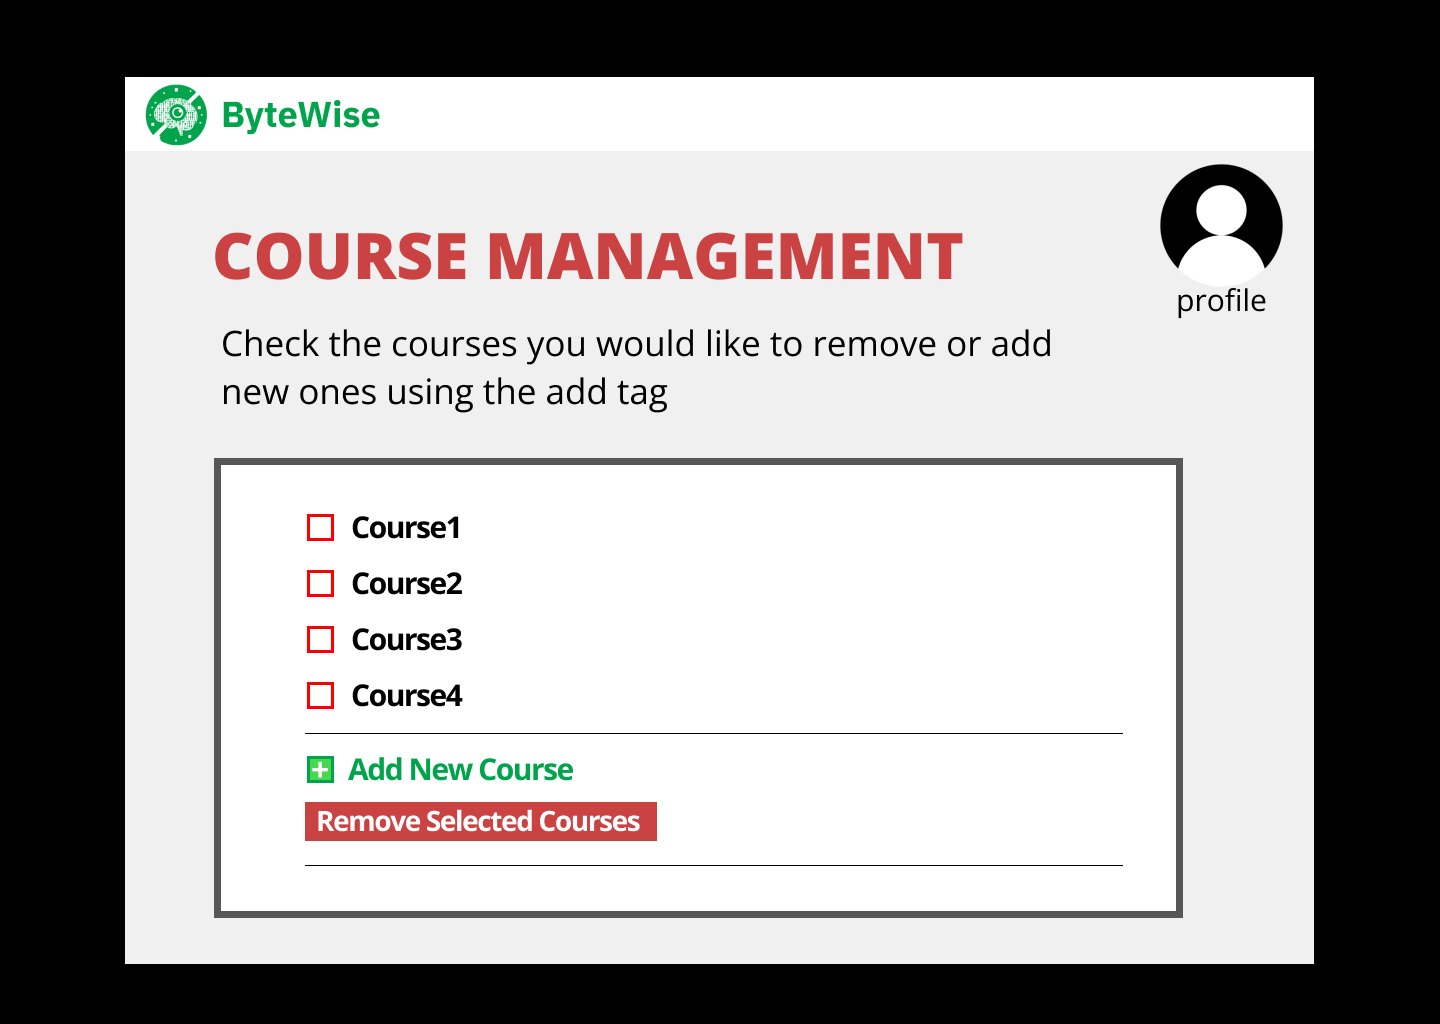 ByteWise
COURSE MANAGEMENT
profile
Check the courses you would like to remove or add
new ones using the add tag
Course1
Course2
Course3
Course4
Add New Course
Remove Selected Courses